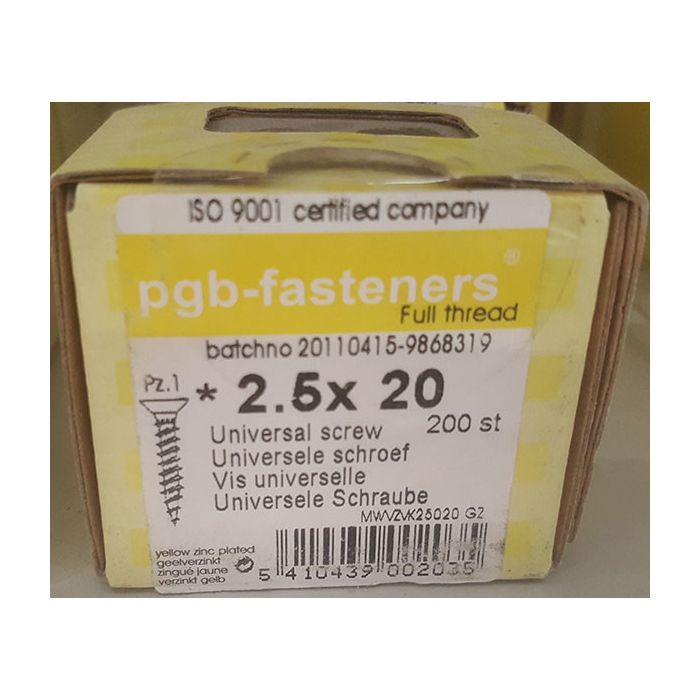 ISO 9001 certified company
pgb-fasteners®
Full thread
batchno 20110415-9868319
Pz.1
* 2.5x 20
200 st
Universal screw
Universele schroef
Vis universelle
Universele Schraube
MWVZVK25020 G2
yellow zinc plated
geelverzinkt
zingué jaune
verzinkt gelb
5 410439 002035